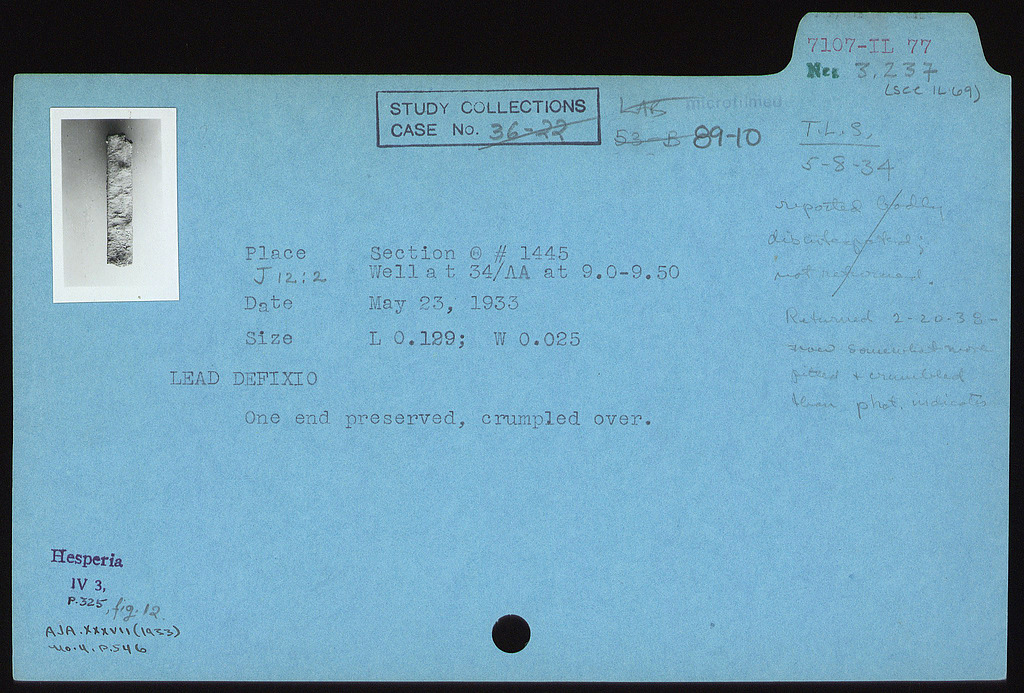 7107-IL 77
Neg 3,237
(see IL 69)
STUDY COLLECTIONS
CASE No. 36-22
LAB
microfilmed
53-B 89-10
T.L.S.
5-8-34
reported badly
disintegrated;
not returned.
Returned 2-20-38-
now somewhat more
pitted & crumbled
than phot. indicates
Place Section Θ # 1445
J 12:2 Well at 34/ΛΑ at 9.0-9.50
Date May 23, 1933
Size L 0.129; W 0.025
LEAD DEFIXIO
One end preserved, crumpled over.
Hesperia
IV 3,
P.325, fig. 12
AJA. XXXVII (1933)
no. 4. P. 546